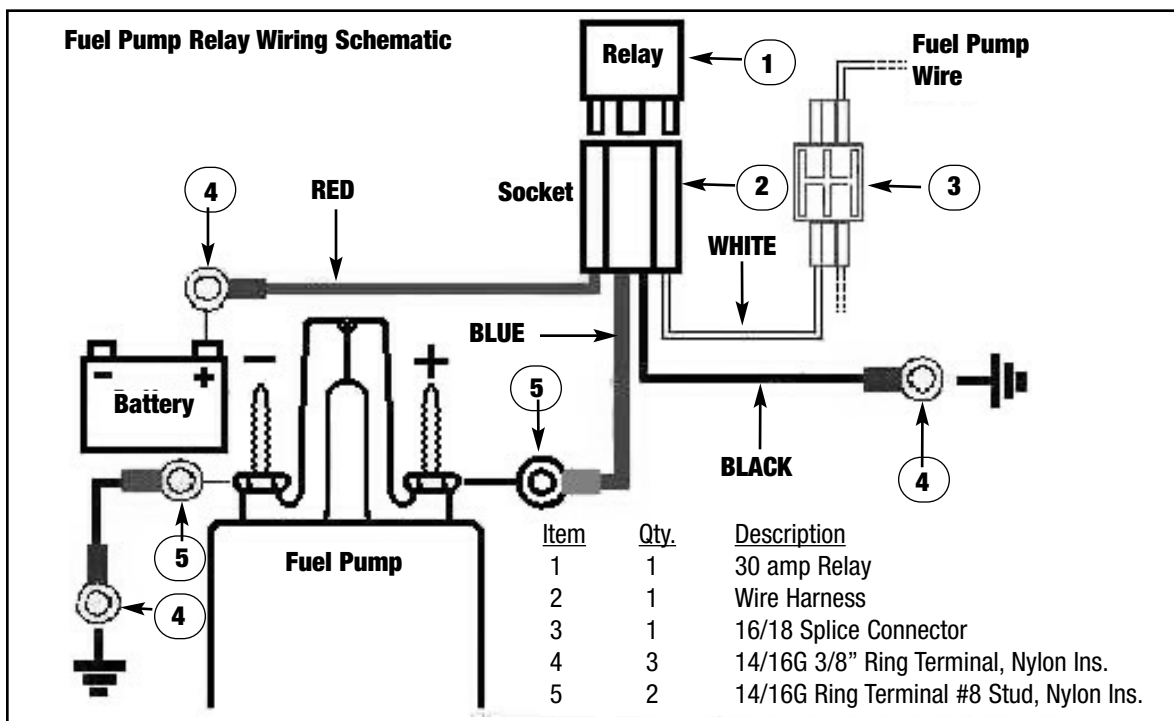 Fuel Pump Relay Wiring Schematic
Relay
1
Fuel Pump
Wire
4
RED
Socket
2
3
WHITE
BLUE
- +
Battery
- +
5
BLACK
4
5
Fuel Pump
4
Item Qty. Description
1 1 30 amp Relay
2 1 Wire Harness
3 1 16/18 Splice Connector
4 3 14/16G 3/8” Ring Terminal, Nylon Ins.
5 2 14/16G Ring Terminal #8 Stud, Nylon Ins.